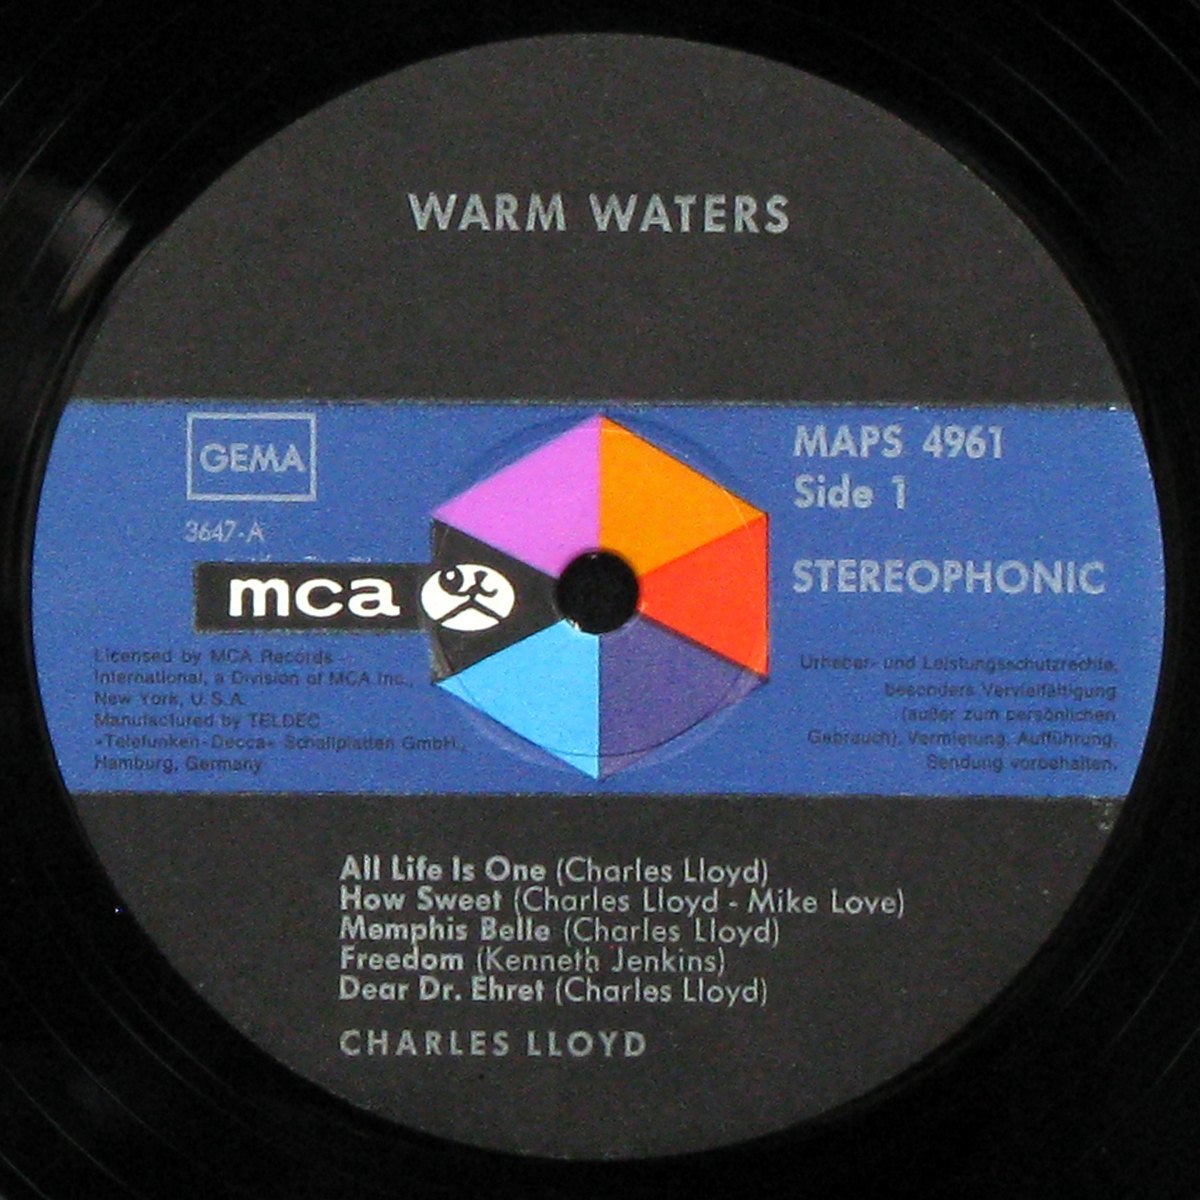 WARM WATERS
GEMA
3647-A
mca
MAPS 4961
Side 1
STEREOPHONIC
Licensed by MCA Records
International, a Division of MCA Inc.,
New York, U.S.A.
Manufactured by TELDEC
»Telefunken-Decca« Schallplatten GmbH.,
Hamburg, Germany
Urheber- und Leistungsschutzrechte,
besonders Vervielfältigung
(außer zum persönlichen
Gebrauch), Vermietung, Aufführung,
Sendung vorbehalten.
All Life Is One (Charles Lloyd)
How Sweet (Charles Lloyd - Mike Love)
Memphis Belle (Charles Lloyd)
Freedom (Kenneth Jenkins)
Dear Dr. Ehret (Charles Lloyd)
CHARLES LLOYD